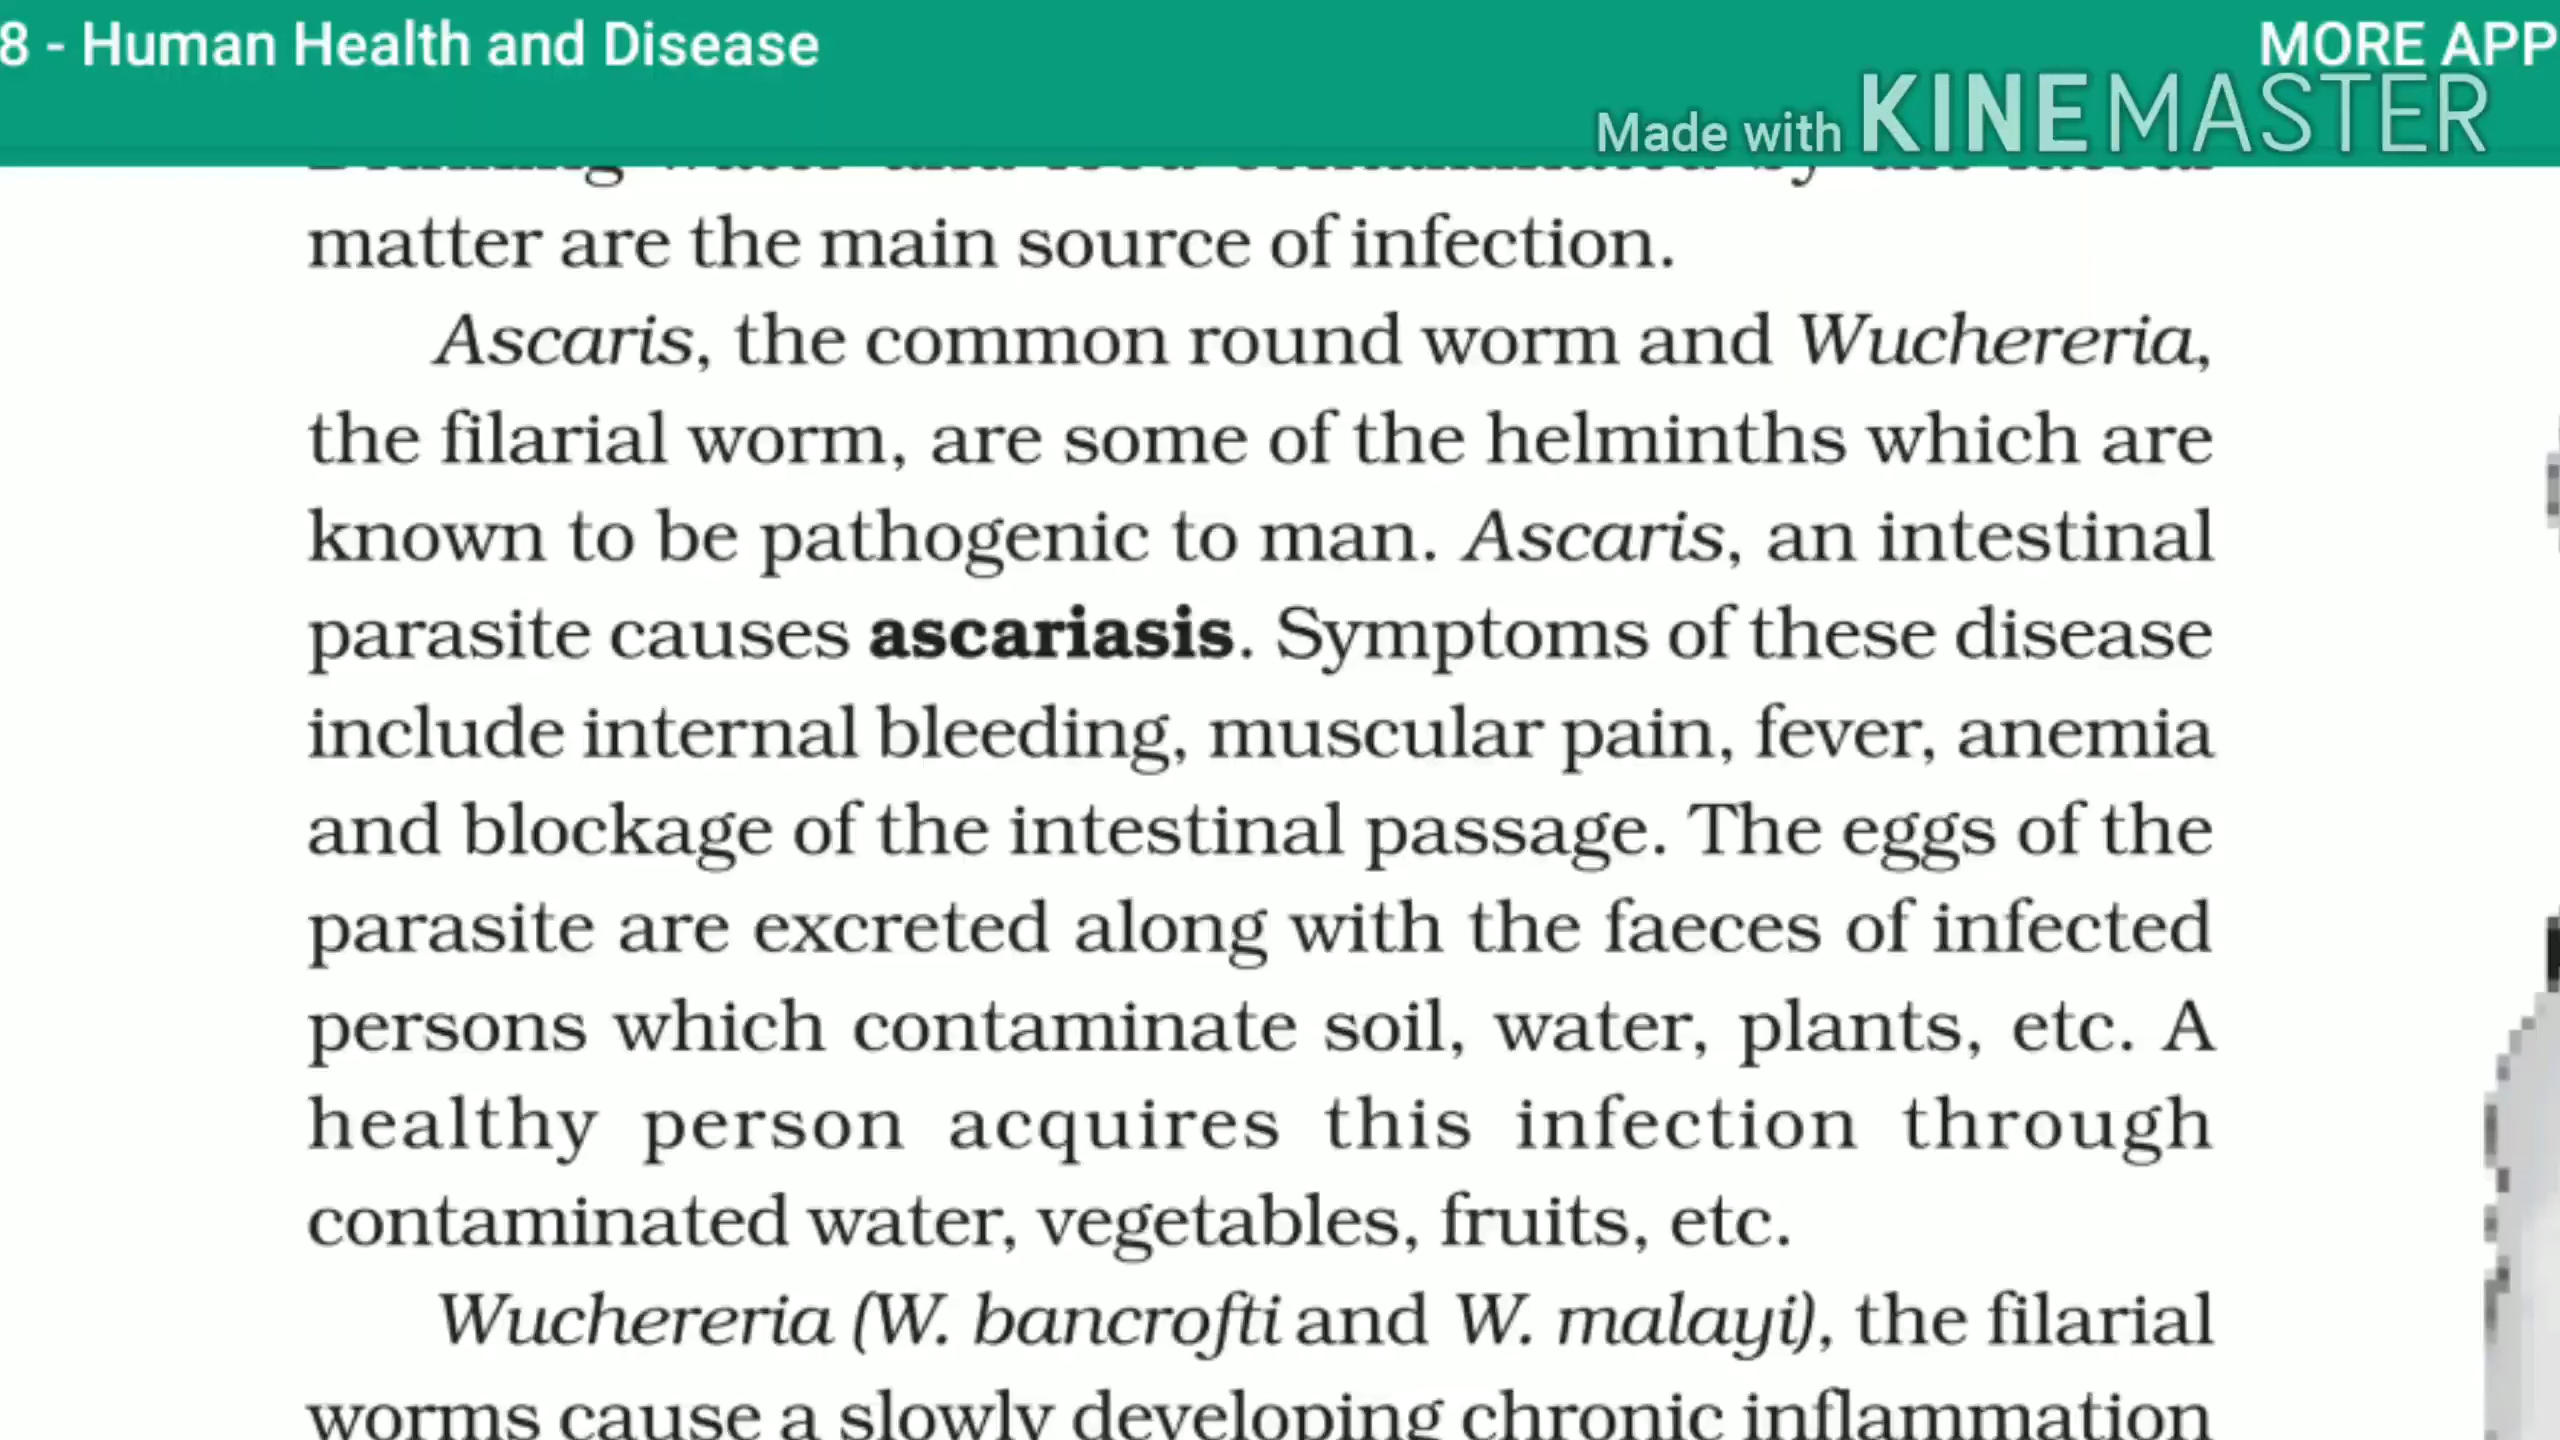 8 - Human Health and Disease
MORE APP
Made with KINEMASTER
matter are the main source of infection.
Ascaris, the common round worm and Wuchereria,
the filarial worm, are some of the helminths which are
known to be pathogenic to man. Ascaris, an intestinal
parasite causes ascariasis. Symptoms of these disease
include internal bleeding, muscular pain, fever, anemia
and blockage of the intestinal passage. The eggs of the
parasite are excreted along with the faeces of infected
persons which contaminate soil, water, plants, etc. A
healthy person acquires this infection through
contaminated water, vegetables, fruits, etc.
Wuchereria (W. bancrofti and W. malayi), the filarial
worms cause a slowly developing chronic inflammation